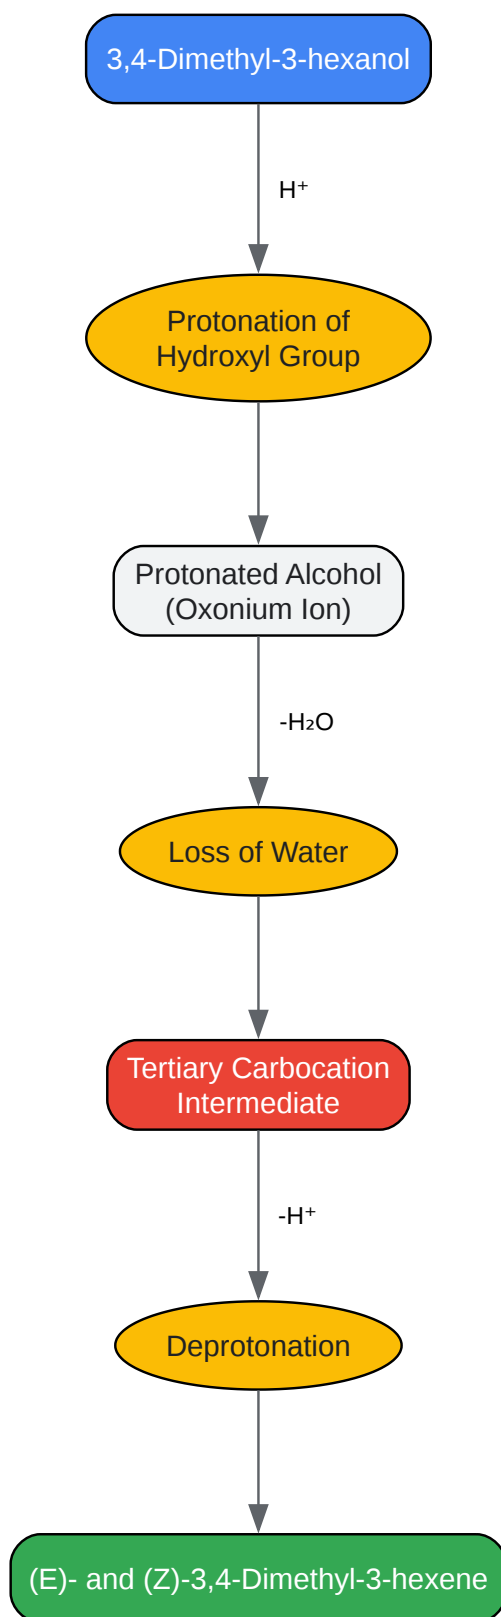 3,4-Dimethyl-3-hexanol
H⁺
Protonation of
Hydroxyl Group
Protonated Alcohol
(Oxonium Ion)
-H₂O
Loss of Water
Tertiary Carbocation
Intermediate
-H⁺
Deprotonation
(E)- and (Z)-3,4-Dimethyl-3-hexene